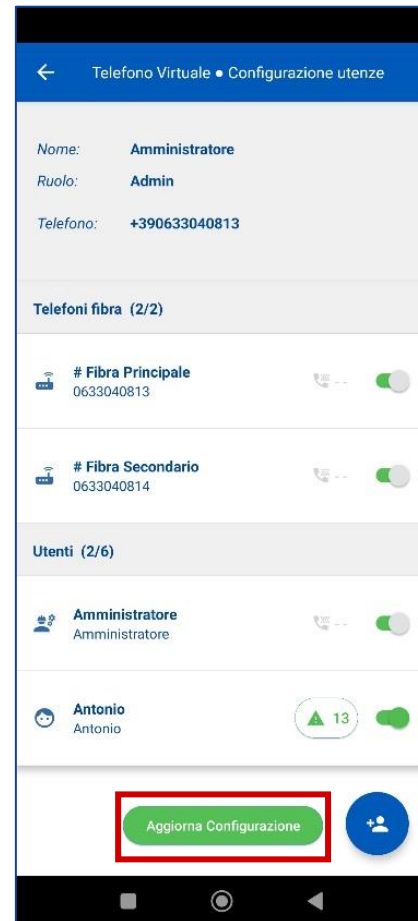 Telefono Virtuale ● Configurazione utenze
Nome: Amministratore
Ruolo: Admin
Telefono: +390633040813
Telefoni fibra (2/2)
# Fibra Principale
0633040813
- -
# Fibra Secondario
0633040814
- -
Utenti (2/6)
Amministratore
Amministratore
- -
Antonio
Antonio
13
Aggiorna Configurazione